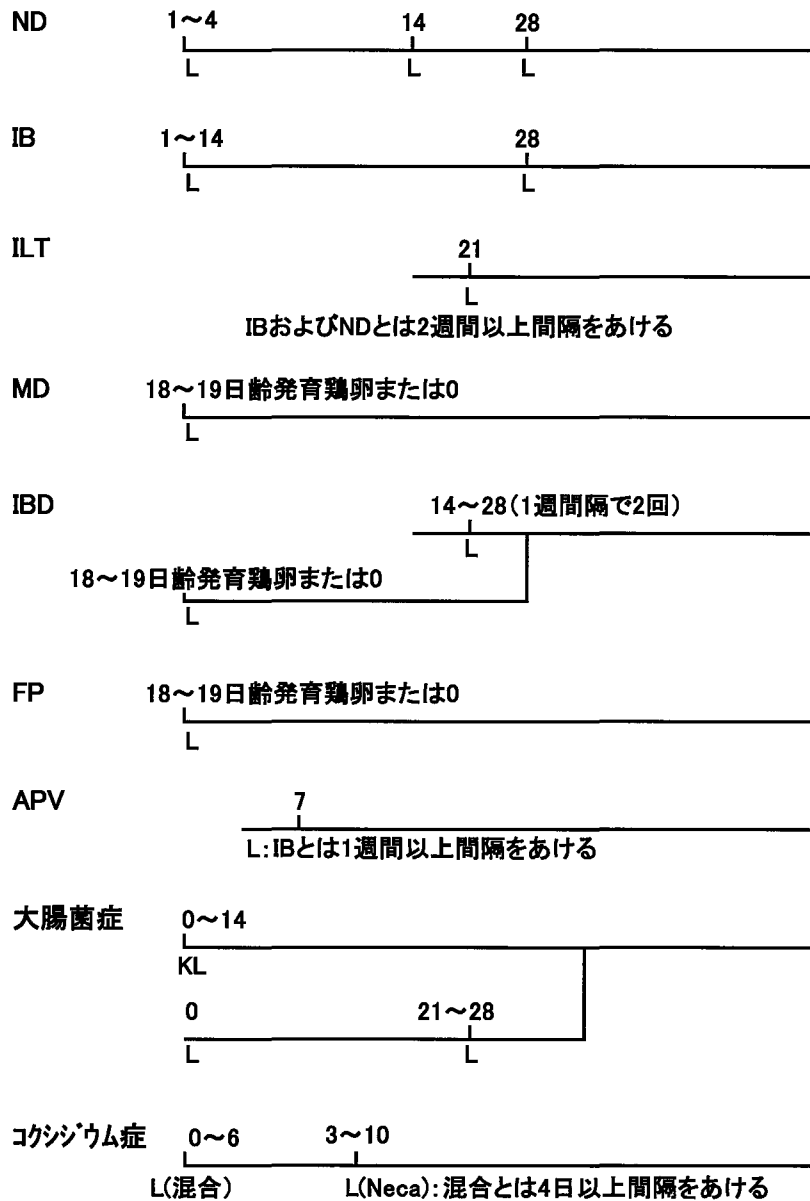 ND
1～4 14 28
L L L
IB
1～14 28
L L
ILT
21
L
IBおよびNDとは2週間以上間隔をあける
MD
18～19日齢発育鶏卵または0
L
IBD
14～28(1週間隔で2回)
L
18～19日齢発育鶏卵または0
L
FP
18～19日齢発育鶏卵または0
L
APV
7
L:IBとは1週間以上間隔をあける
大腸菌症
0～14
KL
0 21～28
L L
コクシジウム症 0～6 3～10
L(混合) L(Neca):混合とは4日以上間隔をあける